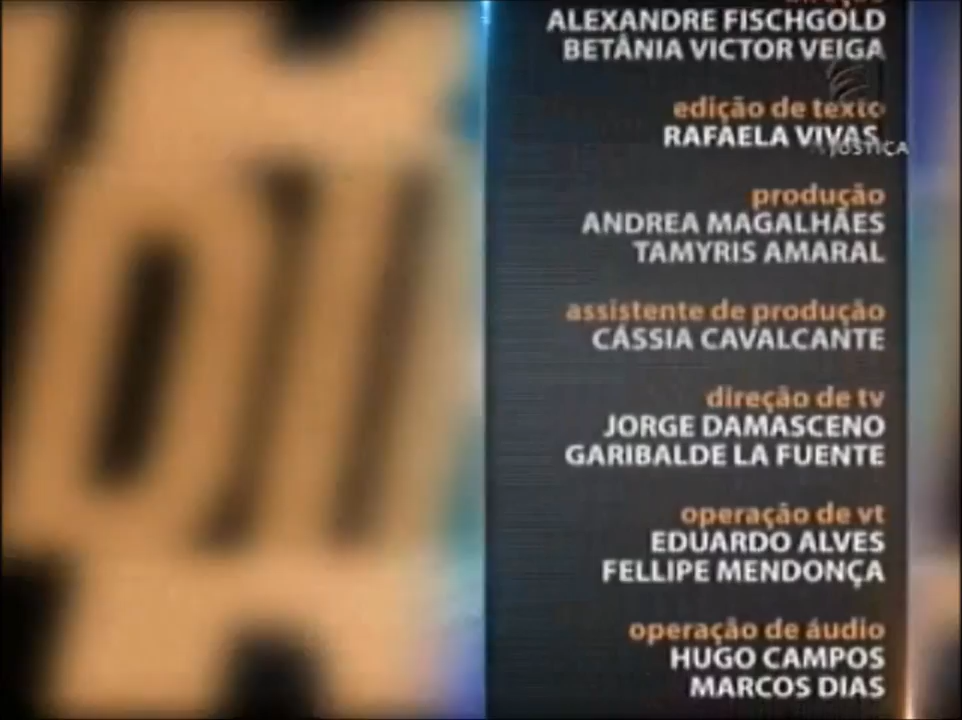 ALEXANDRE FISCHGOLD
BETÂNIA VICTOR VEIGA
edição de texto
RAFAELA VIVAS
JUSTIÇA
produção
ANDREA MAGALHÃES
TAMYRIS AMARAL
assistente de produção
CÁSSIA CAVALCANTE
direção de tv
JORGE DAMASCENO
GARIBALDE LA FUENTE
operação de vt
EDUARDO ALVES
FELLIPE MENDONÇA
operação de áudio
HUGO CAMPOS
MARCOS DIAS